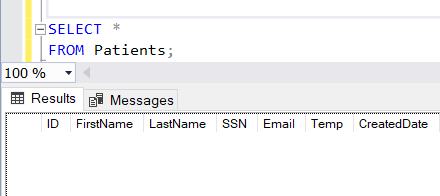 SELECT *
FROM Patients;
100 %
Results Messages
ID FirstName LastName SSN Email Temp CreatedDate